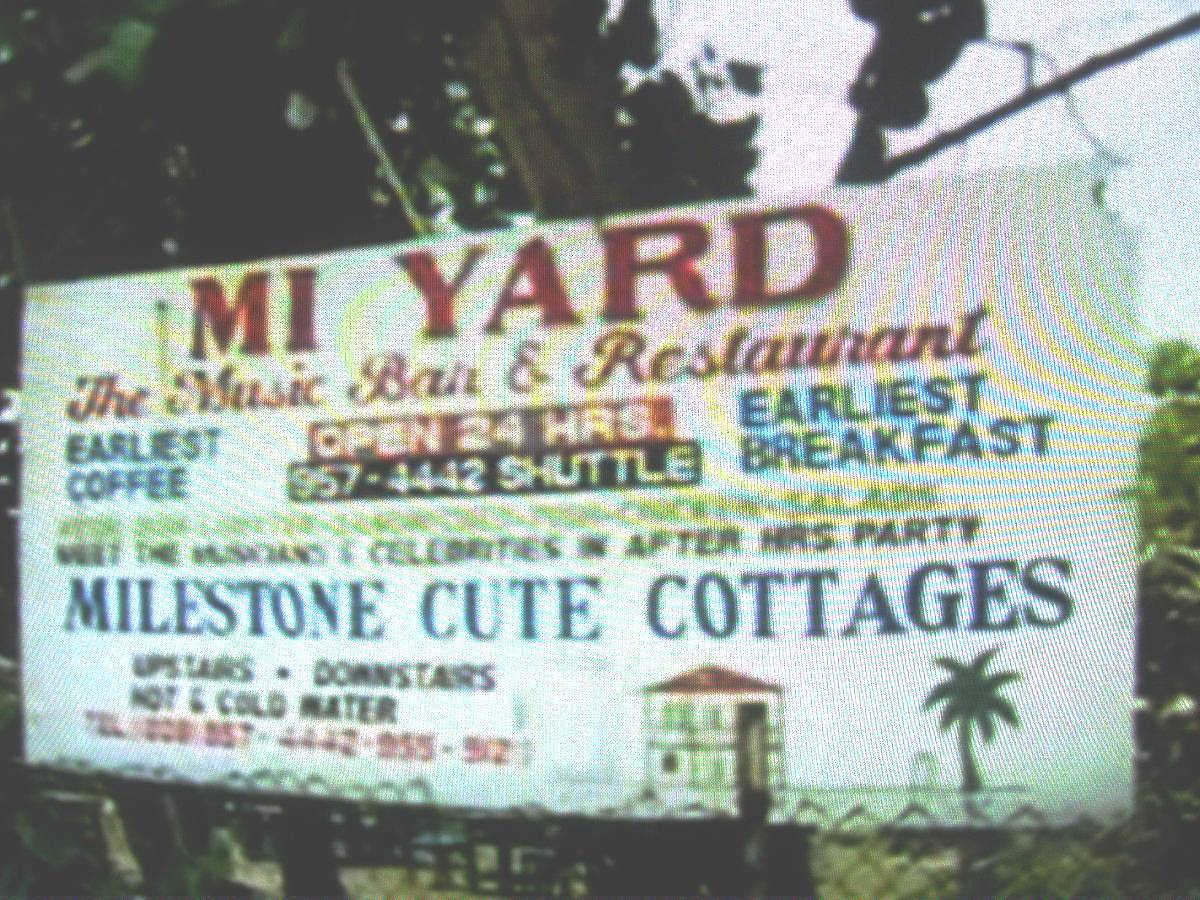 MI YARD
The Music Bar & Restaurant
EARLIEST COFFEE
OPEN 24 HRS
957-4442 SHUTTLE
EARLIEST BREAKFAST
MEET THE MUSICIANS & CELEBRITIES IN AFTER HRS PARTY
MILESTONE CUTE COTTAGES
UPSTAIRS • DOWNSTAIRS
HOT & COLD WATER
4442